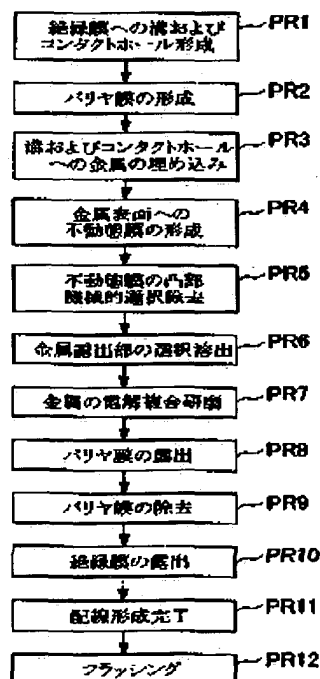 絶縁膜への溝および
コンタクトホール形成
PR1
バリヤ膜の形成
PR2
溝およびコンタクトホール
への金属の埋め込み
PR3
金属表面への
不動態膜の形成
PR4
不動態膜の凸部
機械的選択除去
PR5
金属露出部の選択溶出
PR6
金属の電解複合研磨
PR7
バリヤ膜の露出
PR8
バリヤ膜の除去
PR9
絶縁膜の露出
PR10
配線形成完了
PR11
フラッシング
PR12